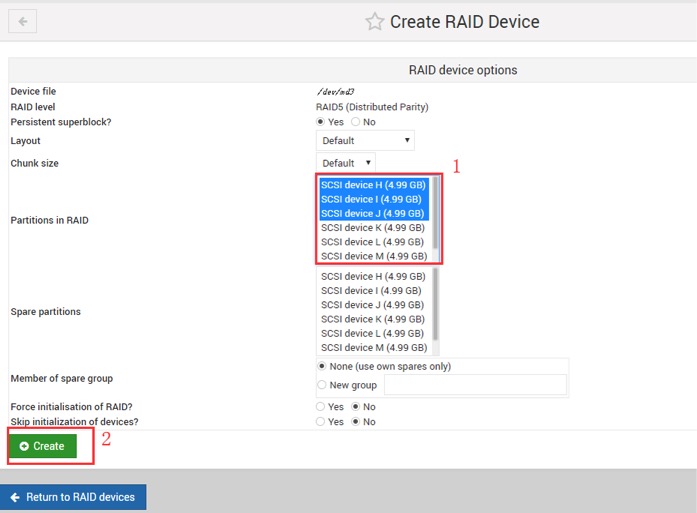 Create RAID Device
RAID device options
Device file /dev/md3
RAID level RAID5 (Distributed Parity)
Persistent superblock? Yes No
Layout Default
Chunk size Default
1
Partitions in RAID
SCSI device H (4.99 GB)
SCSI device I (4.99 GB)
SCSI device J (4.99 GB)
SCSI device K (4.99 GB)
SCSI device L (4.99 GB)
SCSI device M (4.99 GB)
Spare partitions
SCSI device H (4.99 GB)
SCSI device I (4.99 GB)
SCSI device J (4.99 GB)
SCSI device K (4.99 GB)
SCSI device L (4.99 GB)
SCSI device M (4.99 GB)
Member of spare group
None (use own spares only)
New group
Force initialisation of RAID? Yes No
Skip initialization of devices? Yes No
Create 2
Return to RAID devices